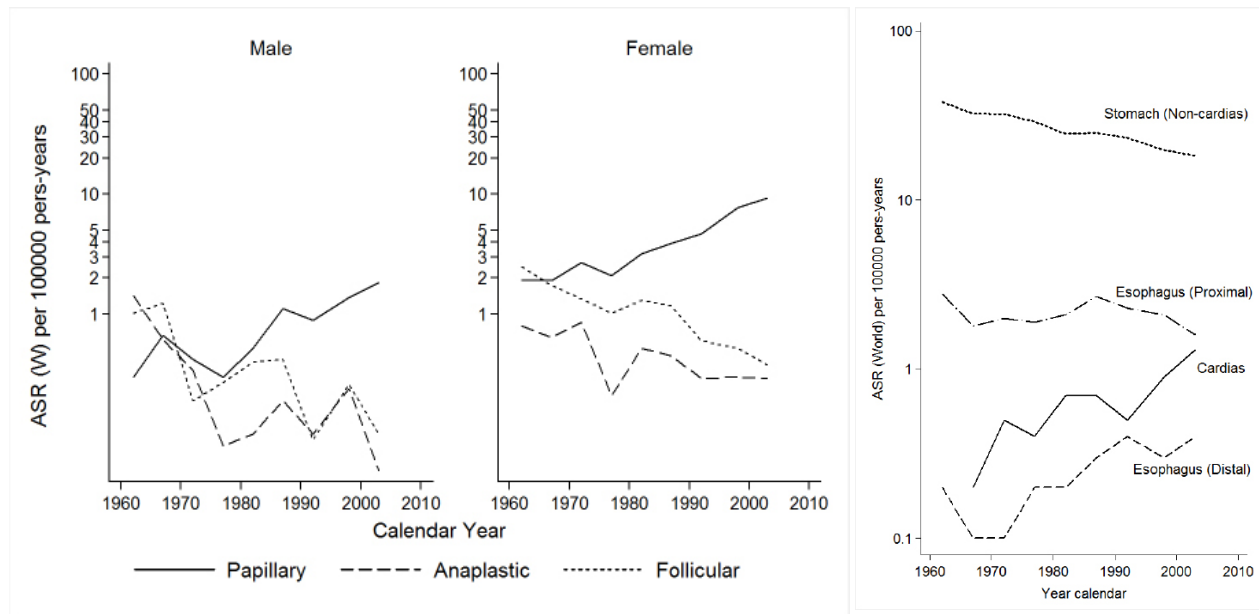 Male
Female
ASR (W) per 100000 pers-years
100
50
40
30
20
10
5
4
3
2
1
100
50
40
30
20
10
5
4
3
2
1
1960 1970 1980 1990 2000 2010
1960 1970 1980 1990 2000 2010
Calendar Year
Papillary Anaplastic Follicular
ASR (World) per 100000 pers-years
100
10
1
0.1
Stomach (Non-cardias)
Esophagus (Proximal)
Cardias
Esophagus (Distal)
1960 1970 1980 1990 2000 2010
Year calendar